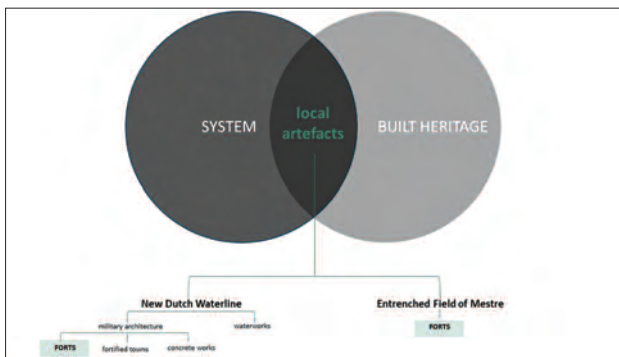 SYSTEM
local
artefacts
BUILT HERITAGE
New Dutch Waterline
Entrenched Field of Mestre
military architecture
waterworks
FORTS
FORTS
fortified towns
concrete works